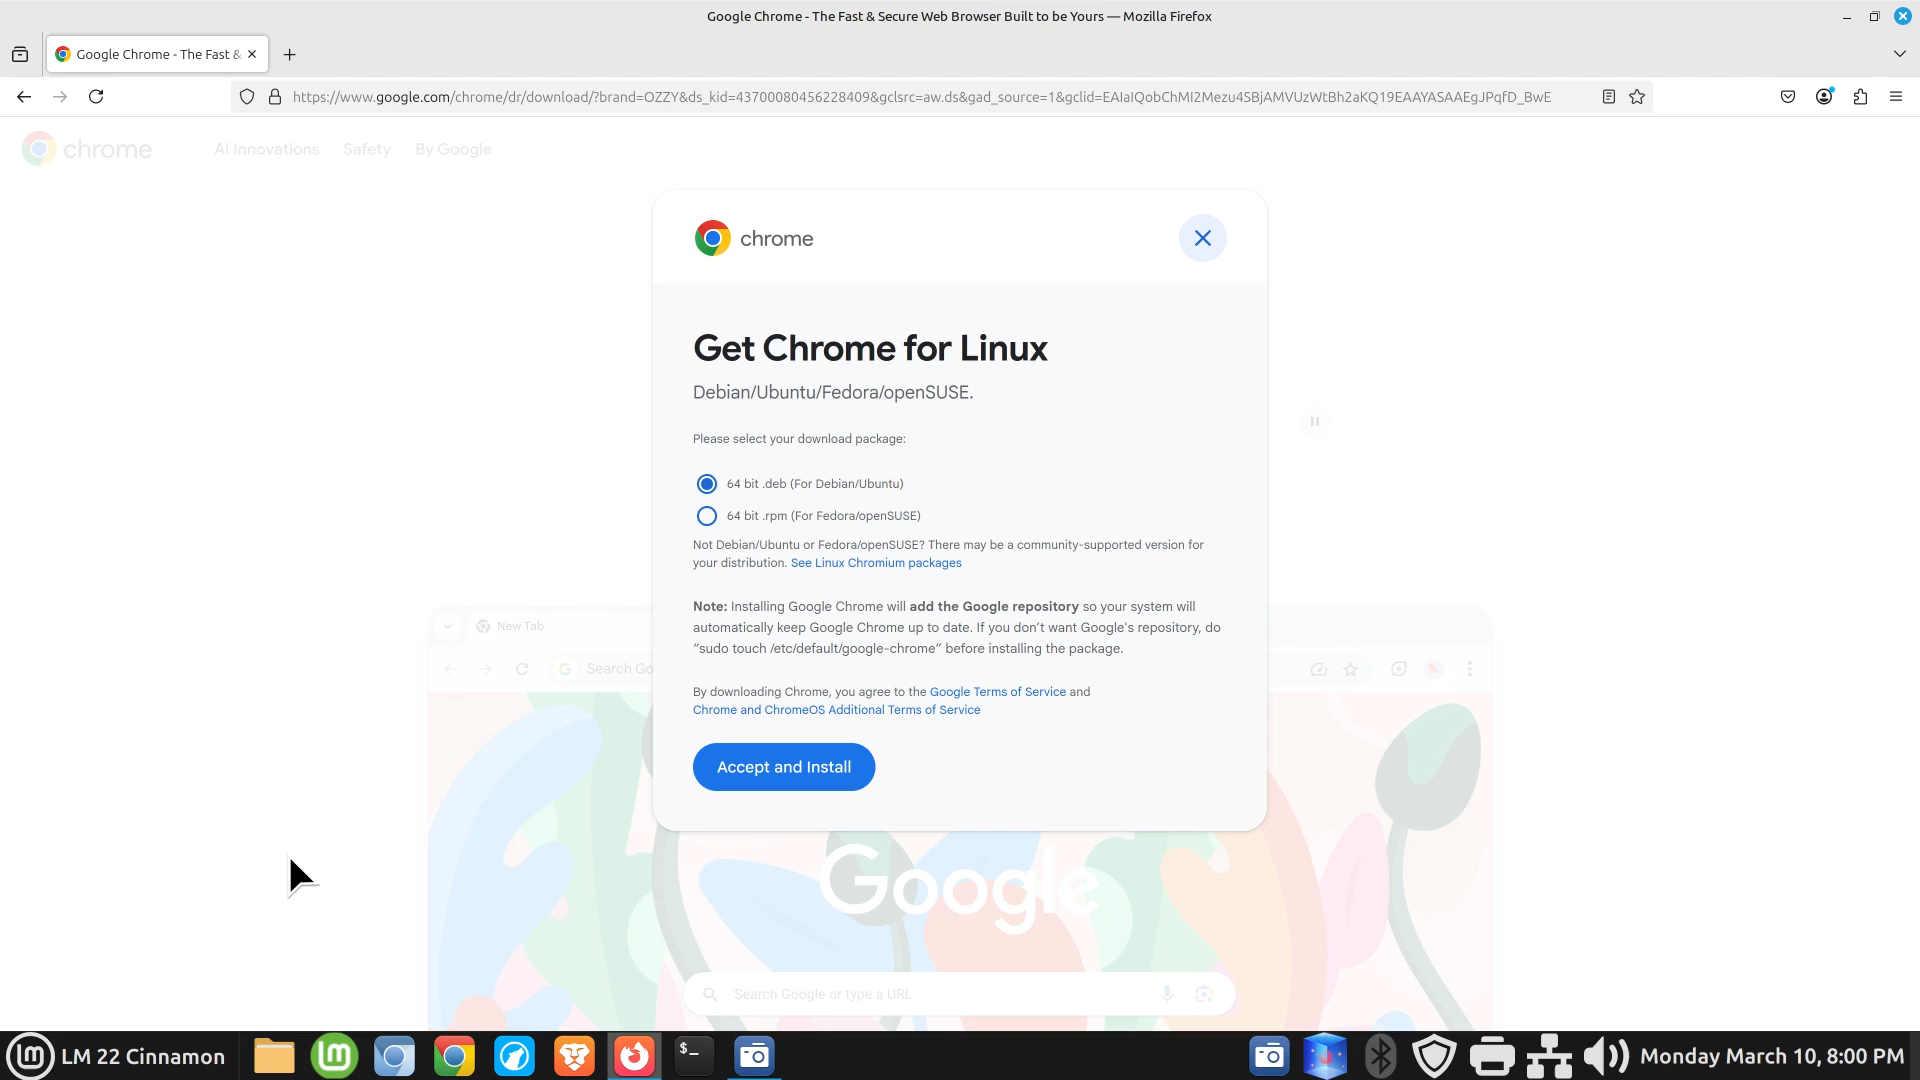 Google Chrome - The Fast & Secure Web Browser Built to be Yours — Mozilla Firefox
Google Chrome - The Fast &
https://www.google.com/chrome/dr/download/?brand=OZZY&ds_kid=43700080456228409&gclsrc=aw.ds&gad_source=1&gclid=EAIaIQobChMI2Mezu4SBjAMVUzWtBh2aKQ19EAAYASAAEgJPqfD_BwE
chrome
AI Innovations
Safety
By Google
chrome
Get Chrome for Linux
Debian/Ubuntu/Fedora/openSUSE.
Please select your download package:
64 bit .deb (For Debian/Ubuntu)
64 bit .rpm (For Fedora/openSUSE)
Not Debian/Ubuntu or Fedora/openSUSE? There may be a community-supported version for
your distribution. See Linux Chromium packages
Note: Installing Google Chrome will add the Google repository so your system will
automatically keep Google Chrome up to date. If you don't want Google's repository, do
“sudo touch /etc/default/google-chrome” before installing the package.
By downloading Chrome, you agree to the Google Terms of Service and
Chrome and ChromeOS Additional Terms of Service
Accept and Install
New Tab
Search Go
Google
Search Google or type a URL
LM 22 Cinnamon
Monday March 10, 8:00 PM